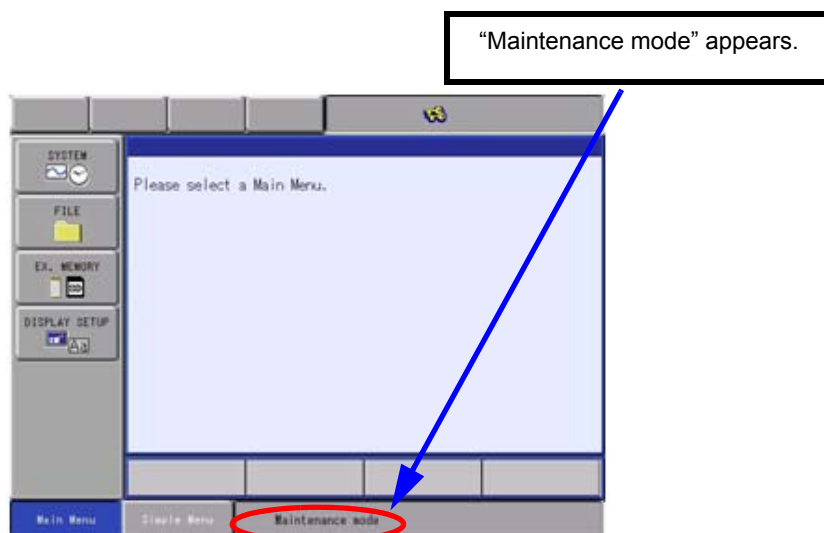 “Maintenance mode” appears.
SYSTEM
Please select a Main Menu.
FILE
EX. MEMORY
DISPLAY SETUP
Aa
Main Menu
Simple Menu
Maintenance mode